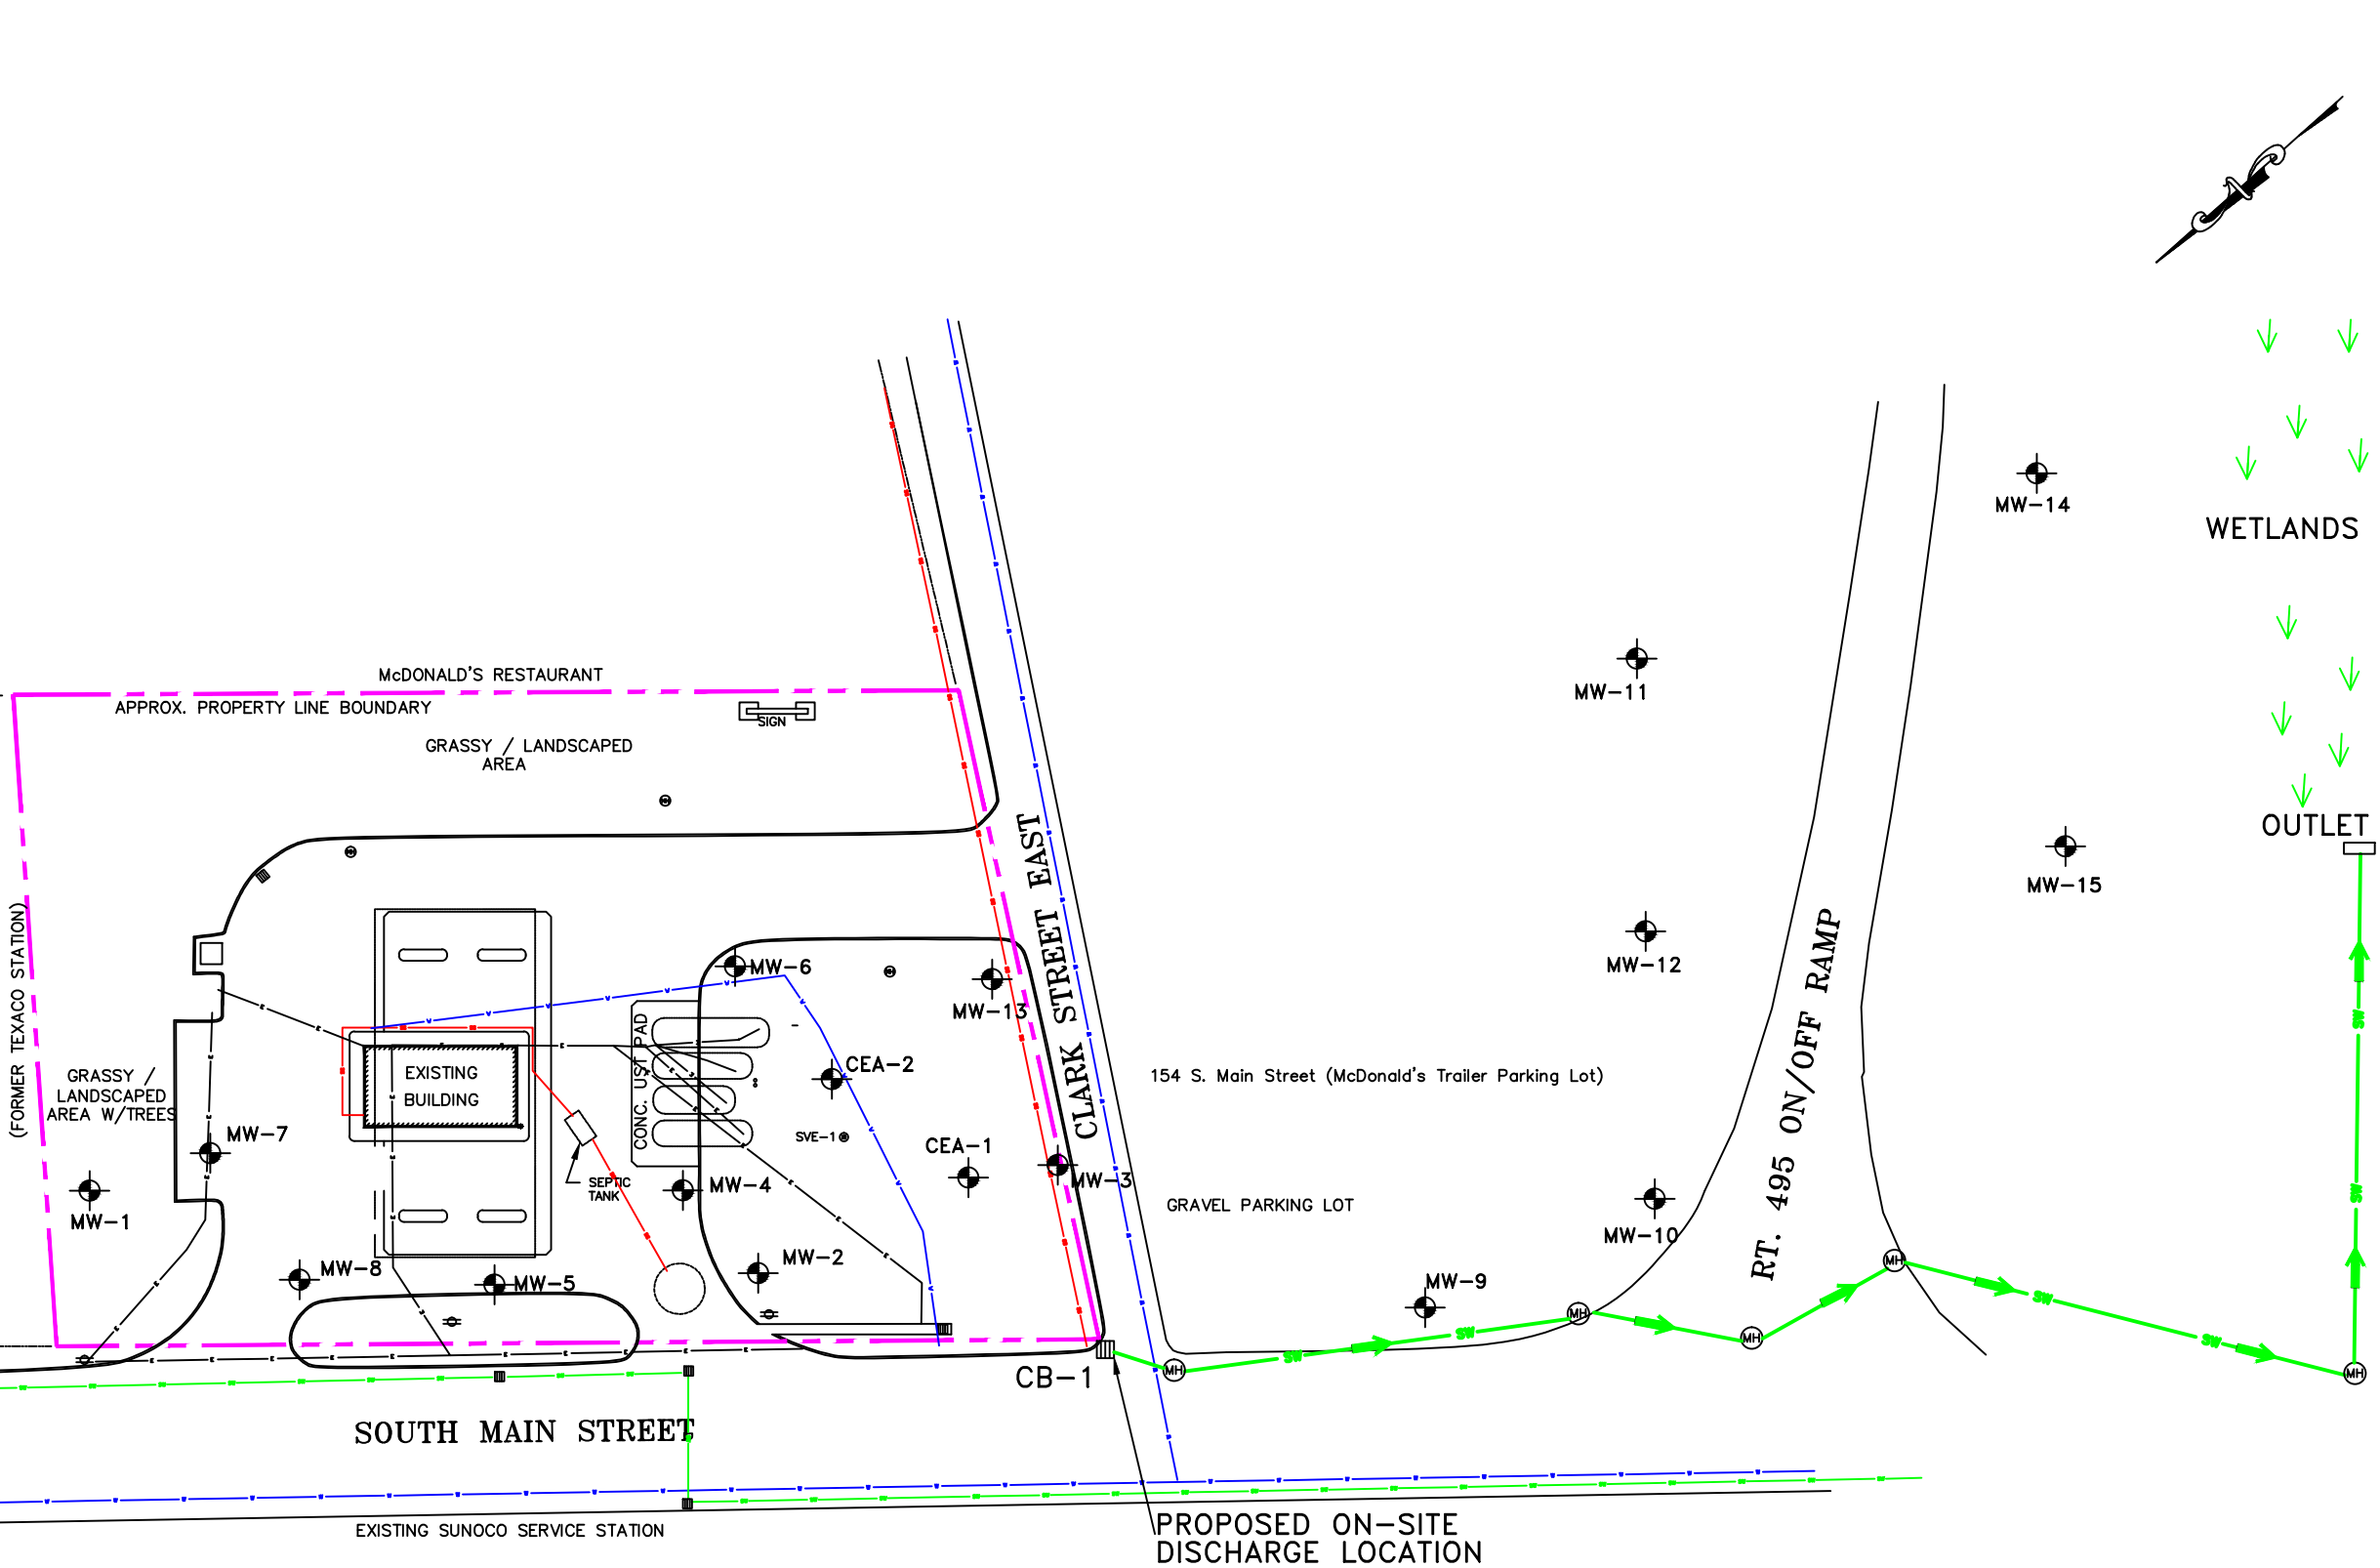 WETLANDS
MW-14
McDONALD'S RESTAURANT
APPROX. PROPERTY LINE BOUNDARY
SIGN
MW-11
GRASSY / LANDSCAPED
AREA
OUTLET
MW-15
CLARK STREET EAST
RT. 495 ON/OFF RAMP
(FORMER TEXACO STATION)
MW-6
MW-12
MW-13
CONC. UST PAD
CEA-2
EXISTING
BUILDING
GRASSY /
LANDSCAPED
AREA W/TREES
154 S. Main Street (McDonald's Trailer Parking Lot)
MW-7
SVE-1
CEA-1
MW-3
SEPTIC
TANK
MW-4
MW-1
GRAVEL PARKING LOT
MW-10
MW-8
MW-5
MW-2
MW-9
MH
MH
MH
MH
MH
SW
SW
SW
SW
SW
SW
CB-1
SOUTH MAIN STREET
EXISTING SUNOCO SERVICE STATION
PROPOSED ON-SITE
DISCHARGE LOCATION